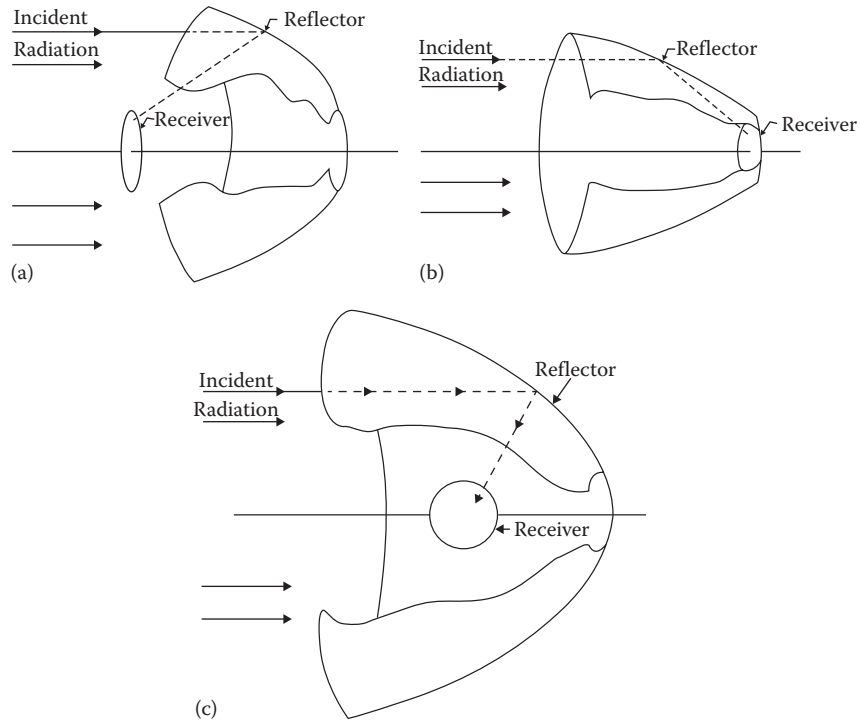 Incident
Radiation
Reflector
Receiver
(a)
Incident
Radiation
Reflector
Receiver
(b)
Incident
Radiation
Reflector
Receiver
(c)